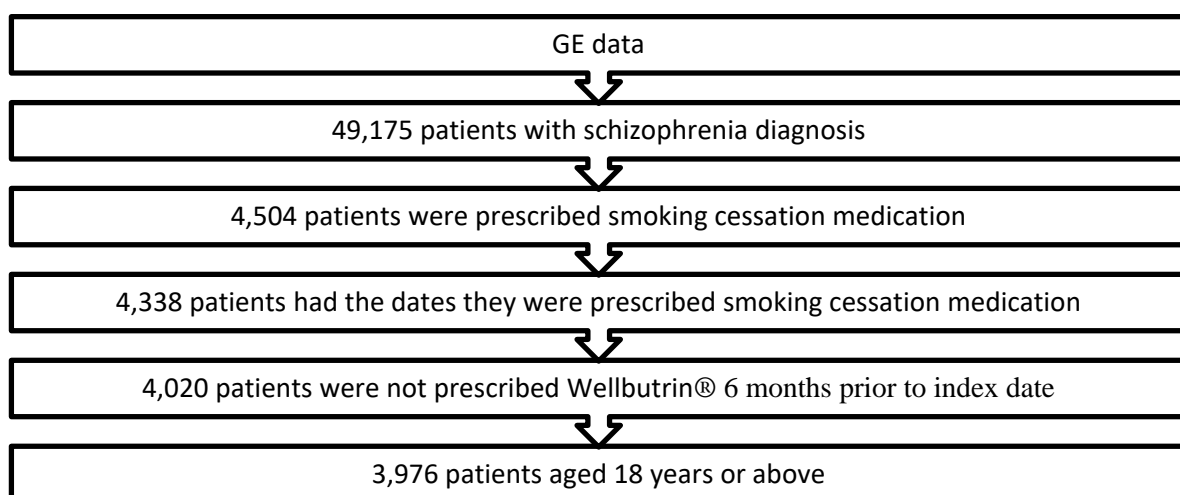 GE data
49,175 patients with schizophrenia diagnosis
4,504 patients were prescribed smoking cessation medication
4,338 patients had the dates they were prescribed smoking cessation medication
4,020 patients were not prescribed Wellbutrin® 6 months prior to index date
3,976 patients aged 18 years or above